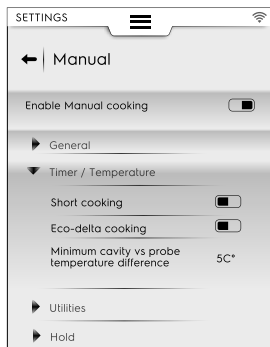 SETTINGS
Manual
Enable Manual cooking
General
Timer / Temperature
Short cooking
Eco-delta cooking
Minimum cavity vs probe
temperature difference
5C°
Utilities
Hold